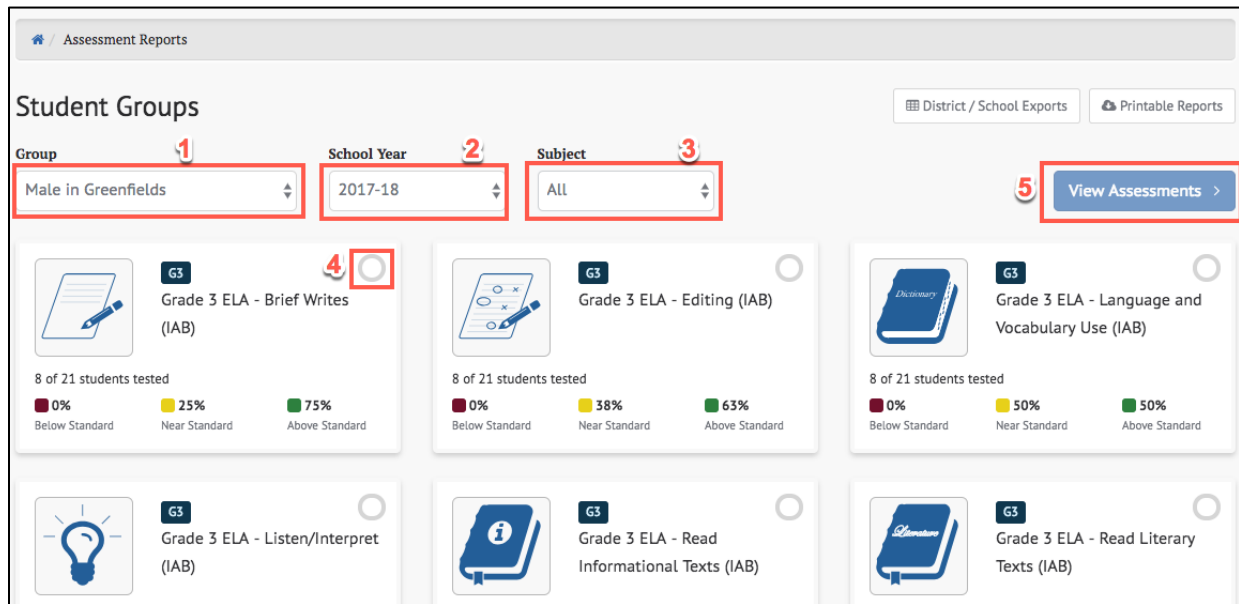 / Assessment Reports
Student Groups
District / School Exports
Printable Reports
Group 1
School Year 2
Subject 3
Male in Greenfields
2017-18
All
5
View Assessments >
4
G3
Grade 3 ELA - Brief Writes
(IAB)
8 of 21 students tested
0% 25% 75%
Below Standard Near Standard Above Standard
G3
Grade 3 ELA - Editing (IAB)
8 of 21 students tested
0% 38% 63%
Below Standard Near Standard Above Standard
Dictionary
G3
Grade 3 ELA - Language and
Vocabulary Use (IAB)
8 of 21 students tested
0% 50% 50%
Below Standard Near Standard Above Standard
G3
Grade 3 ELA - Listen/Interpret
(IAB)
i
G3
Grade 3 ELA - Read
Informational Texts (IAB)
Literature
G3
Grade 3 ELA - Read Literary
Texts (IAB)